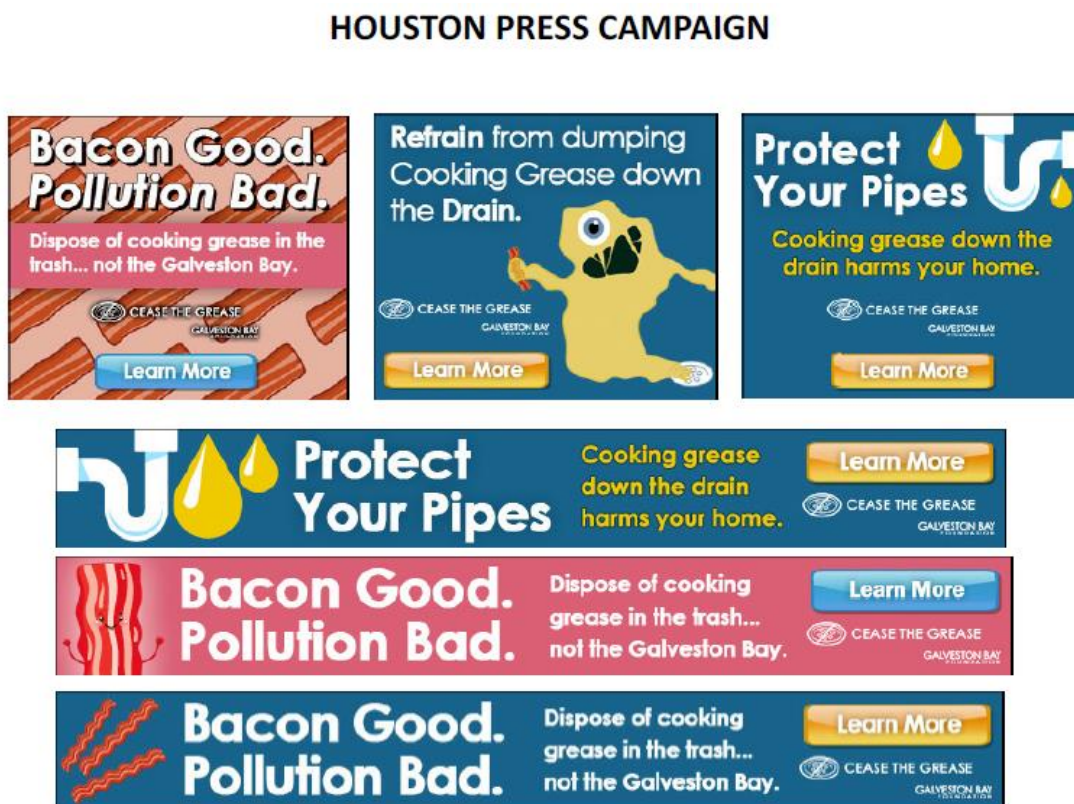 HOUSTON PRESS CAMPAIGN
Bacon Good.
Pollution Bad.
Dispose of cooking grease in the
trash... not the Galveston Bay.
CEASE THE GREASE
GALVESTON BAY
FOUNDATION
Learn More
Refrain from dumping
Cooking Grease down
the Drain.
CEASE THE GREASE
GALVESTON BAY
FOUNDATION
Learn More
Protect
Your Pipes
Cooking grease down the
drain harms your home.
CEASE THE GREASE
GALVESTON BAY
FOUNDATION
Learn More
Protect
Your Pipes
Cooking grease
down the drain
harms your home.
Learn More
CEASE THE GREASE
GALVESTON BAY
FOUNDATION
Bacon Good.
Pollution Bad.
Dispose of cooking
grease in the trash...
not the Galveston Bay.
Learn More
CEASE THE GREASE
GALVESTON BAY
FOUNDATION
Bacon Good.
Pollution Bad.
Dispose of cooking
grease in the trash...
not the Galveston Bay.
Learn More
CEASE THE GREASE
GALVESTON BAY
FOUNDATION